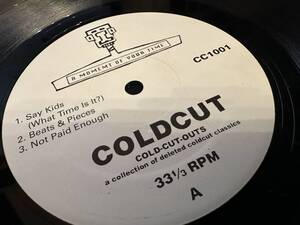 A MOMENT OF YOUR TIME
CC1001
1. Say Kids
(What Time Is It?)
2. Beats & Pieces
3. Not Paid Enough
COLDCUT
COLD-CUT-OUTS
a collection of deleted coldcut classics
33⅓ RPM
A